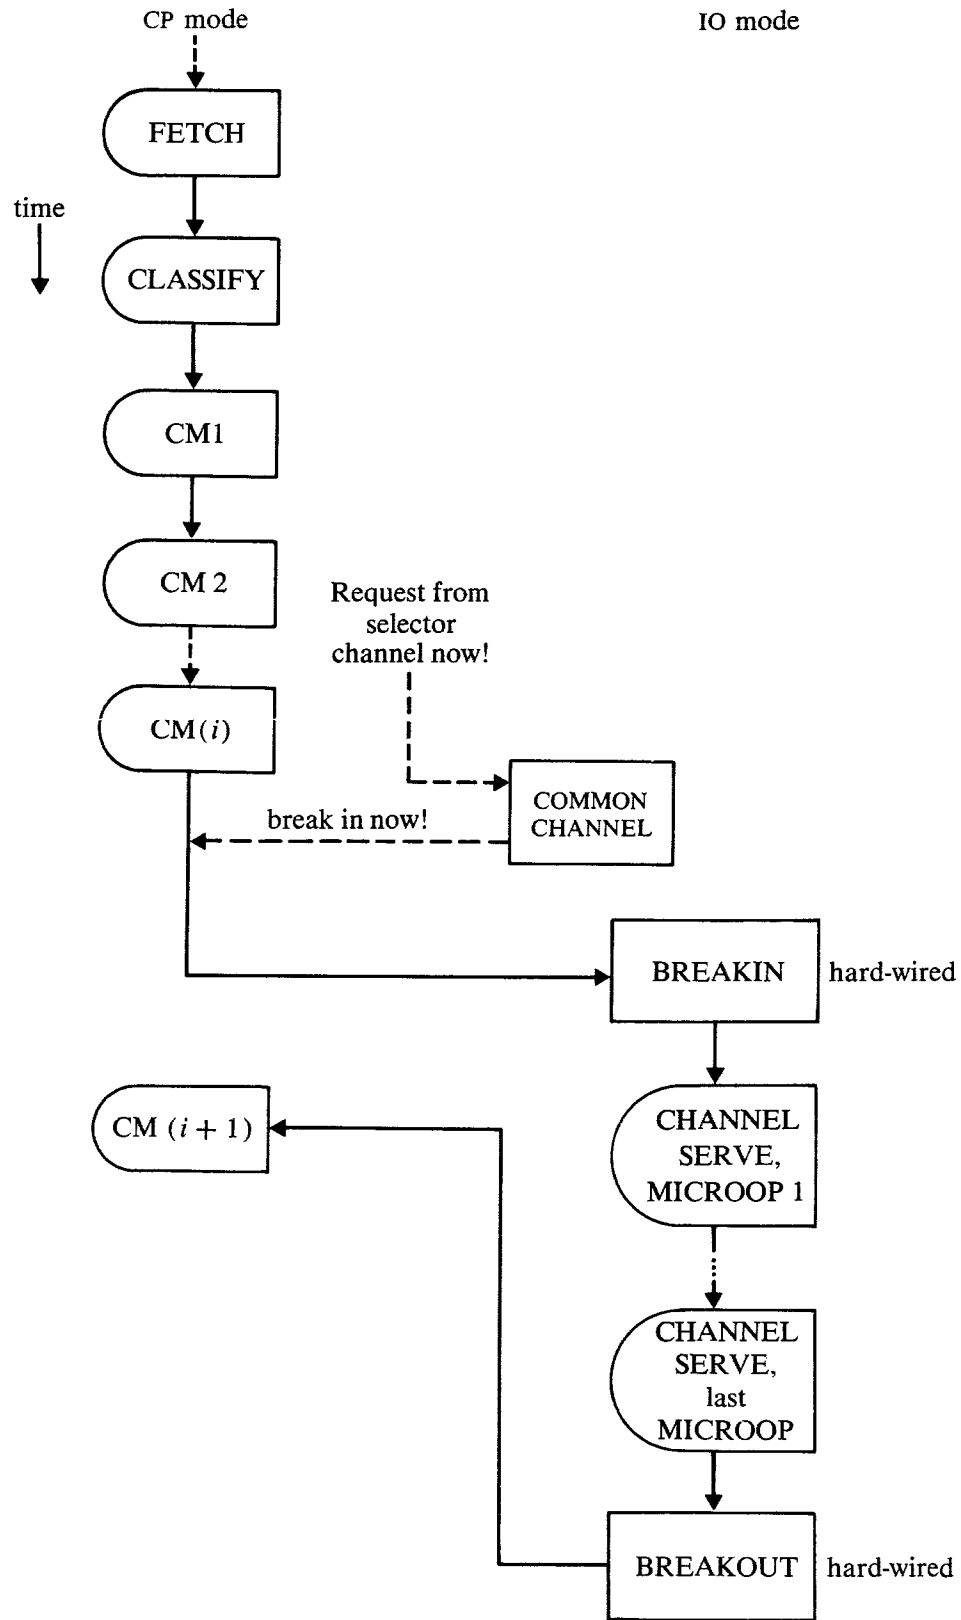 CP mode
IO mode
FETCH
time
CLASSIFY
CM1
CM 2
Request from
selector
channel now!
CM(i)
COMMON
CHANNEL
break in now!
BREAKIN
hard-wired
CHANNEL
SERVE,
MICROOP 1
CM (i + 1)
CHANNEL
SERVE,
last
MICROOP
BREAKOUT
hard-wired